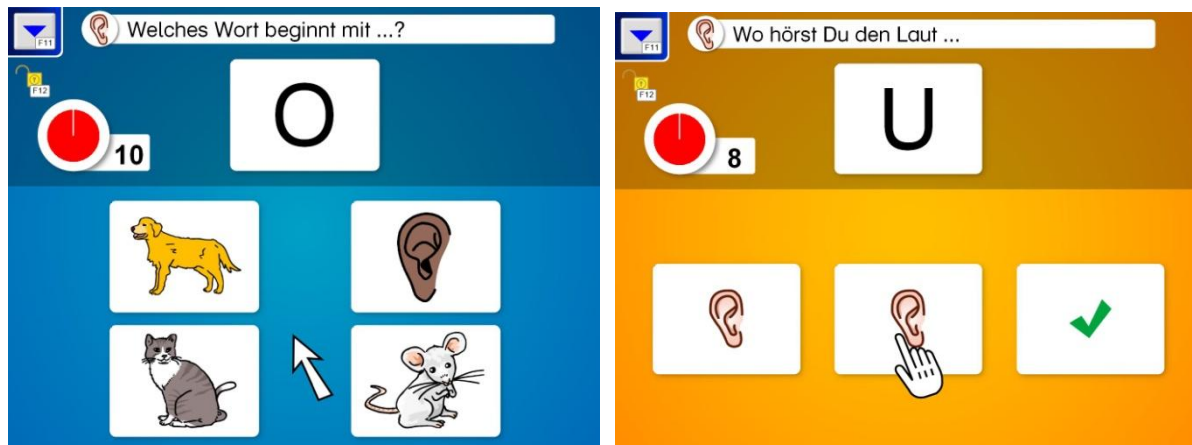 F11
Welches Wort beginnt mit ...?
F12
10
O
F11
Wo hörst Du den Laut ...
F12
8
U